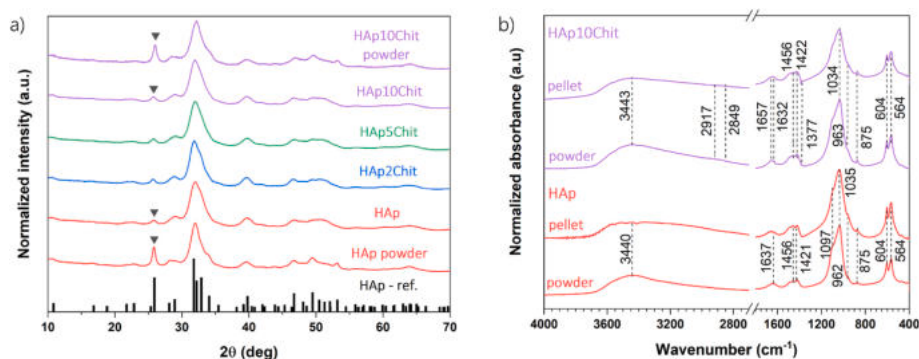 a)
HAp10Chit
powder
HAp10Chit
HAp5Chit
HAp2Chit
HAp
HAp powder
HAp - ref.
Normalized intensity (a.u.)
10 20 30 40 50 60 70
2θ (deg)
b)
HAp10Chit
pellet
powder
HAp
pellet
powder
3443
2917
2849
1657
1632
1456
1422
1377
1034
963
875
604
564
3440
1637
1456
1421
1097
1035
962
875
604
564
Normalized absorbance (a.u)
4000 3600 3200 2800 1600 1200 800 400
Wavenumber (cm⁻¹)